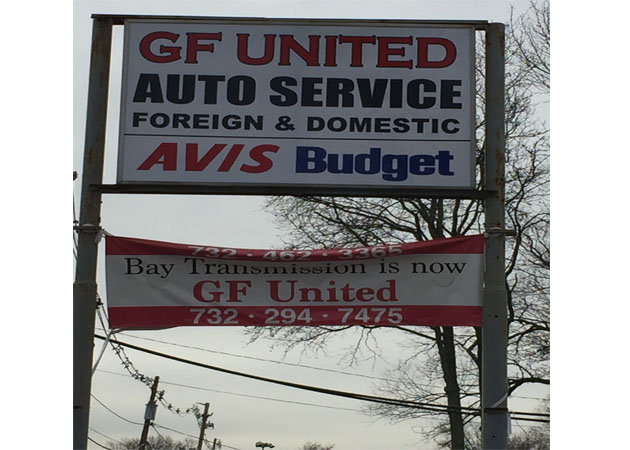 GF UNITED
AUTO SERVICE
FOREIGN & DOMESTIC
AVIS Budget
732 · 462 · 3365
Bay Transmission is now
GF United
732 · 294 · 7475